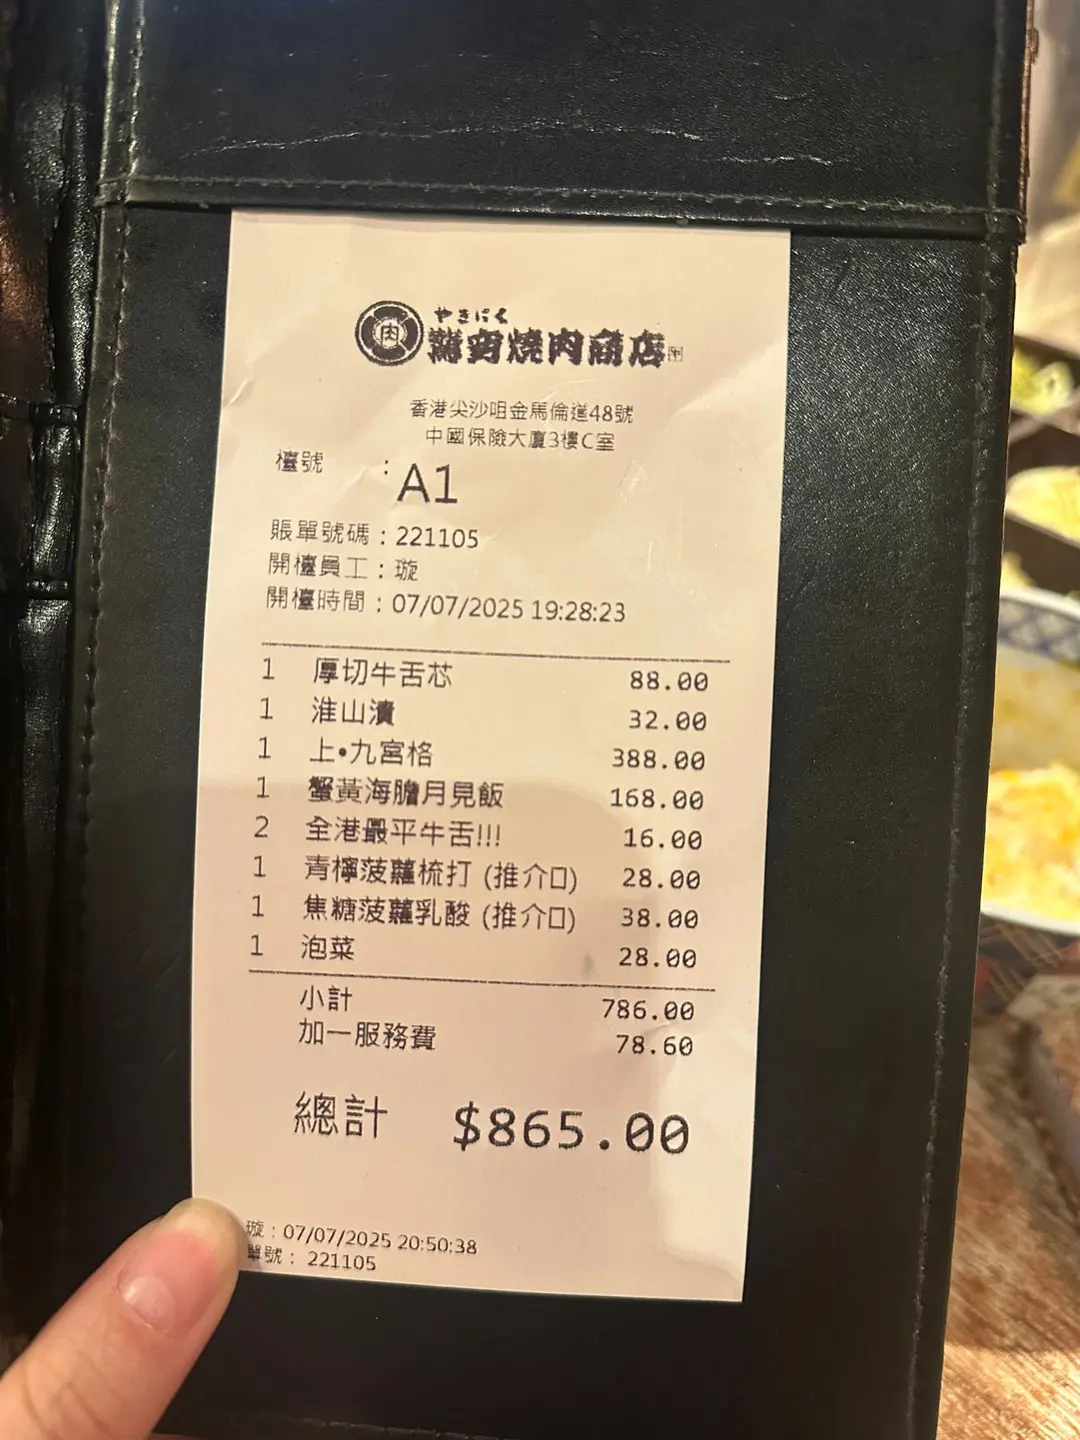 肉
やきにく
燒肉商店
香港尖沙咀金馬倫道48號
中國保險大廈3樓C室
檯號 : A1
賬單號碼 : 221105
開檯員工 : 璇
開檯時間 : 07/07/2025 19:28:23
1 厚切牛舌芯 88.00
1 淮山漬 32.00
1 上•九宮格 388.00
1 蟹黃海膽月見飯 168.00
2 全港最平牛舌!!! 16.00
1 青檸菠蘿梳打 (推介口) 28.00
1 焦糖菠蘿乳酸 (推介口) 38.00
1 泡菜 28.00
小計 786.00
加一服務費 78.60
總計 $865.00
璇 : 07/07/2025 20:50:38
單號 : 221105